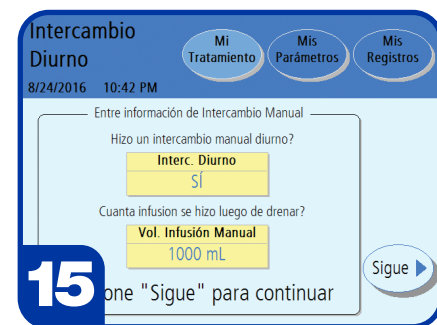 Intercambio
Diurno
Mi
Tratamiento
Mis
Parámetros
Mis
Registros
8/24/2016 10:42 PM
Entre información de Intercambio Manual
Hizo un intercambio manual diurno?
Interc. Diurno
SÍ
Cuanta infusion se hizo luego de drenar?
Vol. Infusión Manual
1000 mL
Sigue
15
"Sigue" para continuar